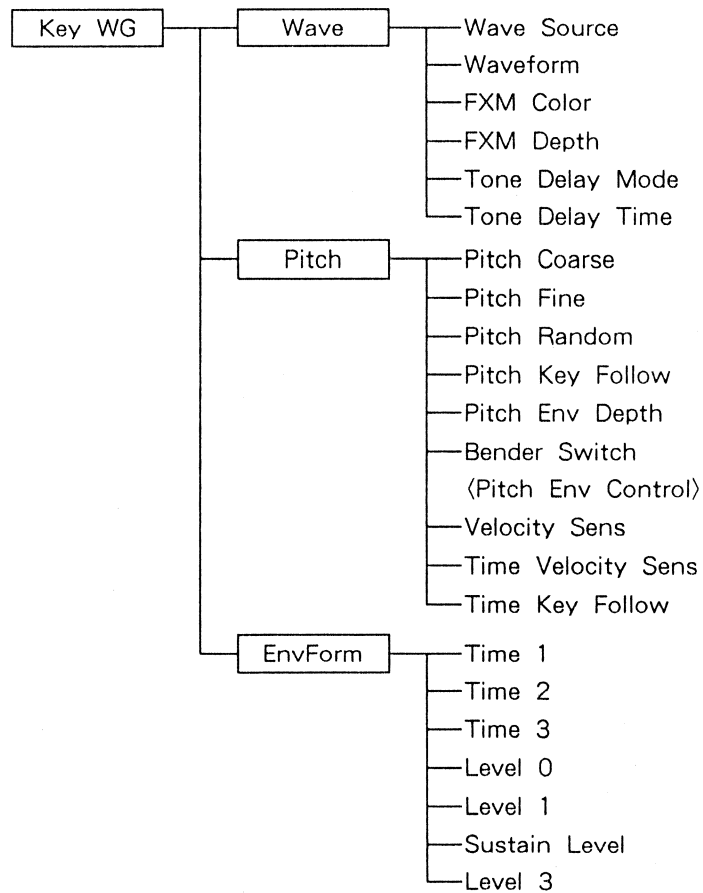 Key WG
Wave
Wave Source
Waveform
FXM Color
FXM Depth
Tone Delay Mode
Tone Delay Time
Pitch
Pitch Coarse
Pitch Fine
Pitch Random
Pitch Key Follow
Pitch Env Depth
Bender Switch
〈Pitch Env Control〉
Velocity Sens
Time Velocity Sens
Time Key Follow
EnvForm
Time 1
Time 2
Time 3
Level 0
Level 1
Sustain Level
Level 3